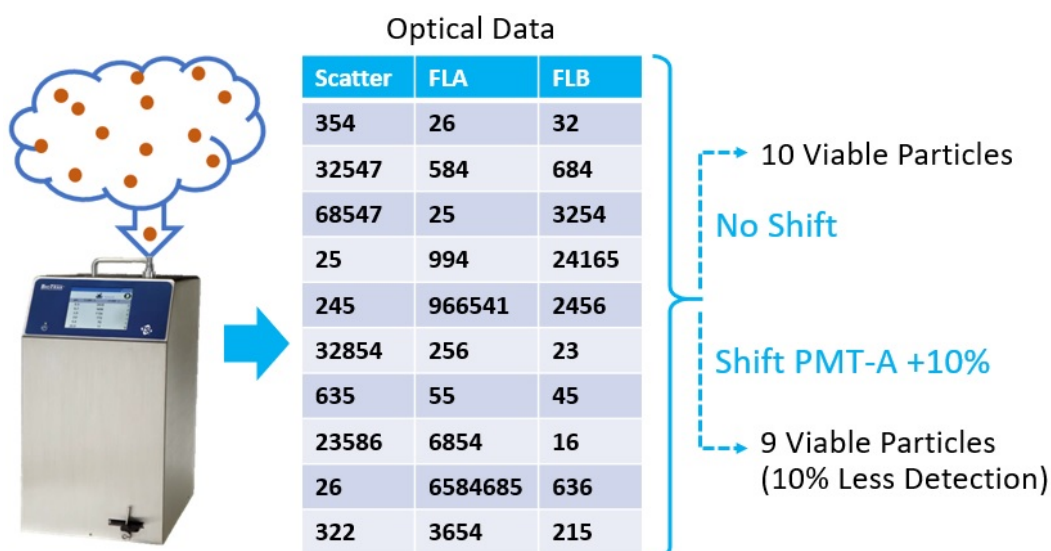 Optical Data
Scatter FLA FLB
354 26 32
32547 584 684
68547 25 3254
25 994 24165
245 966541 2456
32854 256 23
635 55 45
23586 6854 16
26 6584685 636
322 3654 215
10 Viable Particles
No Shift
Shift PMT-A +10%
9 Viable Particles
(10% Less Detection)